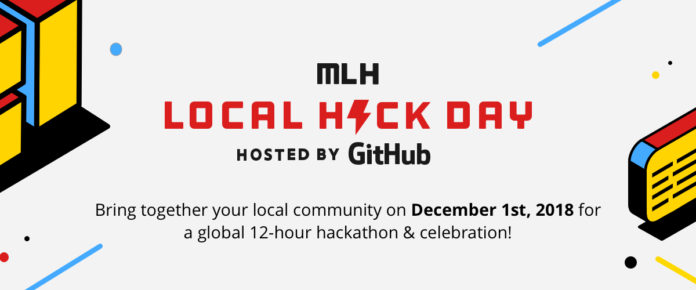 MLH
LOCAL HACK DAY
HOSTED BY GitHub
Bring together your local community on December 1st, 2018 for
a global 12-hour hackathon & celebration!